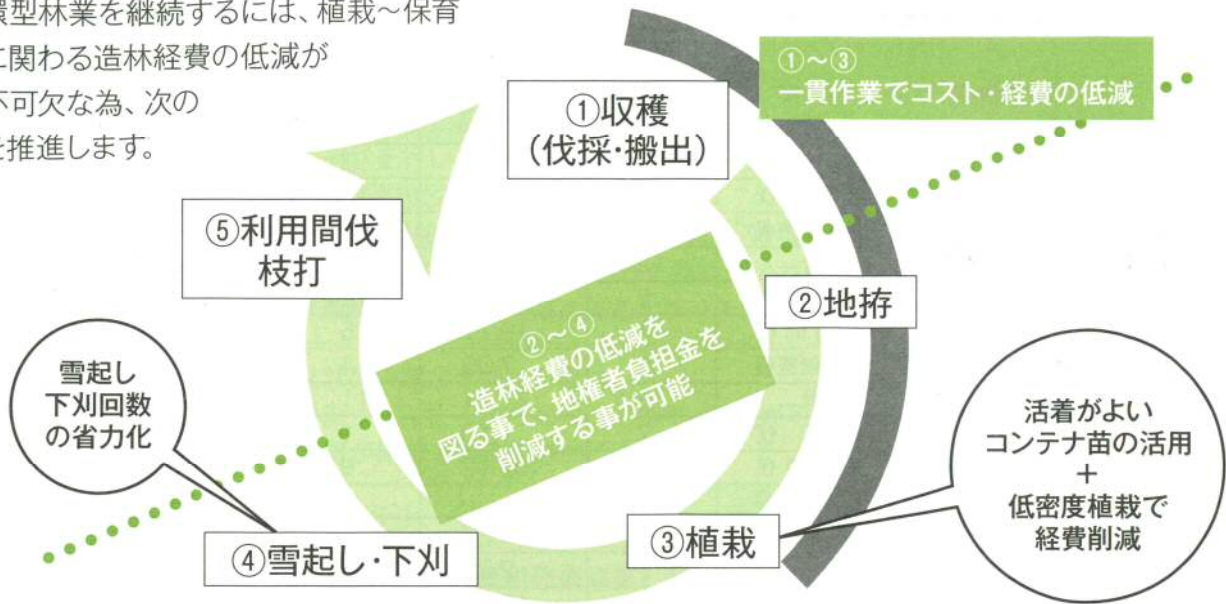 環型林業を継続するには、植栽～保育
に関わる造林経費の低減が
不可欠な為、次の
を推進します。
①～③
一貫作業でコスト・経費の低減
①収穫
（伐採・搬出）
②地拵
③植栽
活着がよい
コンテナ苗の活用
＋
低密度植栽で
経費削減
④雪起し・下刈
雪起し
下刈回数
の省力化
⑤利用間伐
枝打
②～④
造林経費の低減を
図る事で、地権者負担金を
削減する事が可能